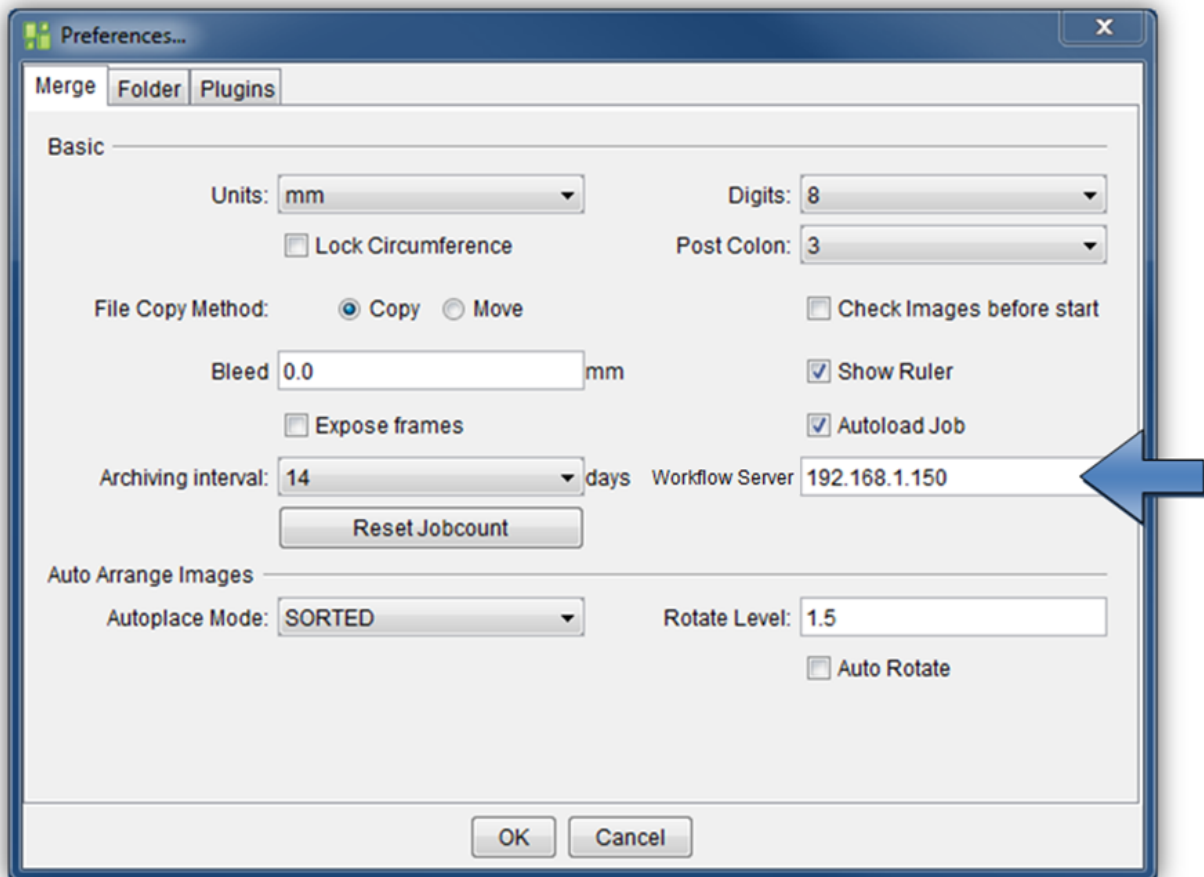 Preferences...
Merge Folder Plugins
Basic
Units: mm Digits: 8
Lock Circumference Post Colon: 3
File Copy Method: Copy Move Check Images before start
Bleed 0.0 mm Show Ruler
Expose frames Autoload Job
Archiving interval: 14 days Workflow Server 192.168.1.150
Reset Jobcount
Auto Arrange Images
Autoplace Mode: SORTED Rotate Level: 1.5
Auto Rotate
OK Cancel